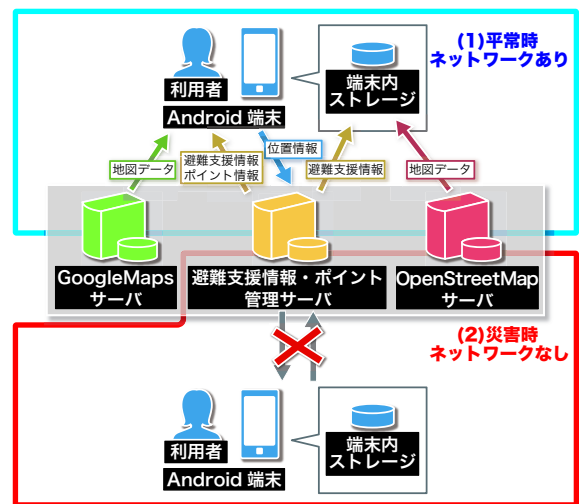 (1)平常時
ネットワークあり
利用者
Android 端末
端末内
ストレージ
地図データ
避難支援情報
ポイント情報
位置情報
避難支援情報
地図データ
GoogleMaps
サーバ
避難支援情報・ポイント
管理サーバ
OpenStreetMap
サーバ
(2)災害時
ネットワークなし
利用者
Android 端末
端末内
ストレージ